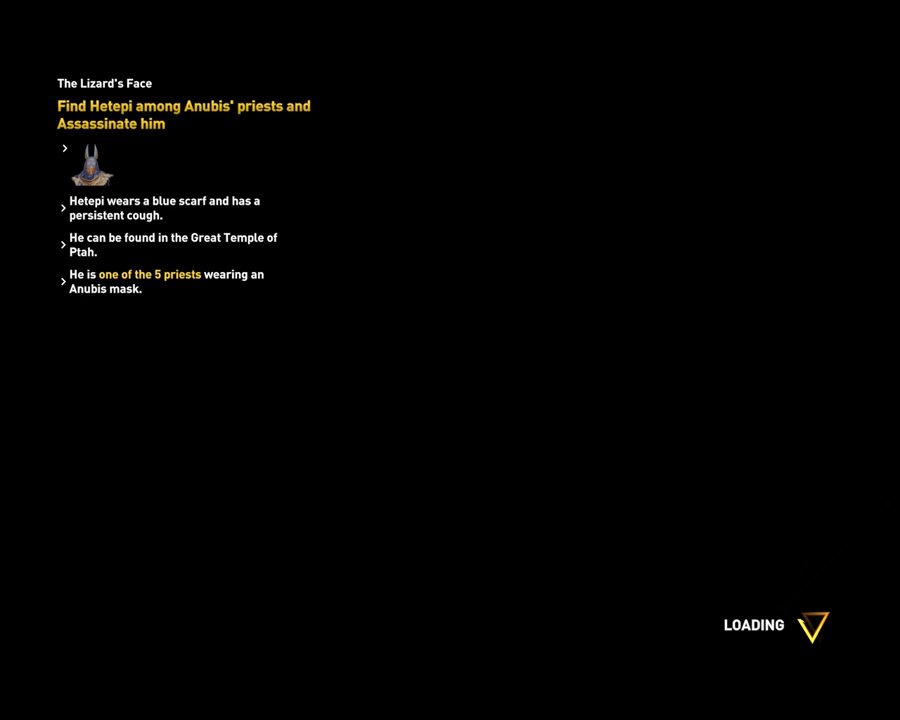 The Lizard's Face
Find Hetepi among Anubis' priests and
Assassinate him
Hetepi wears a blue scarf and has a
persistent cough.
He can be found in the Great Temple of
Ptah.
He is one of the 5 priests wearing an
Anubis mask.
LOADING